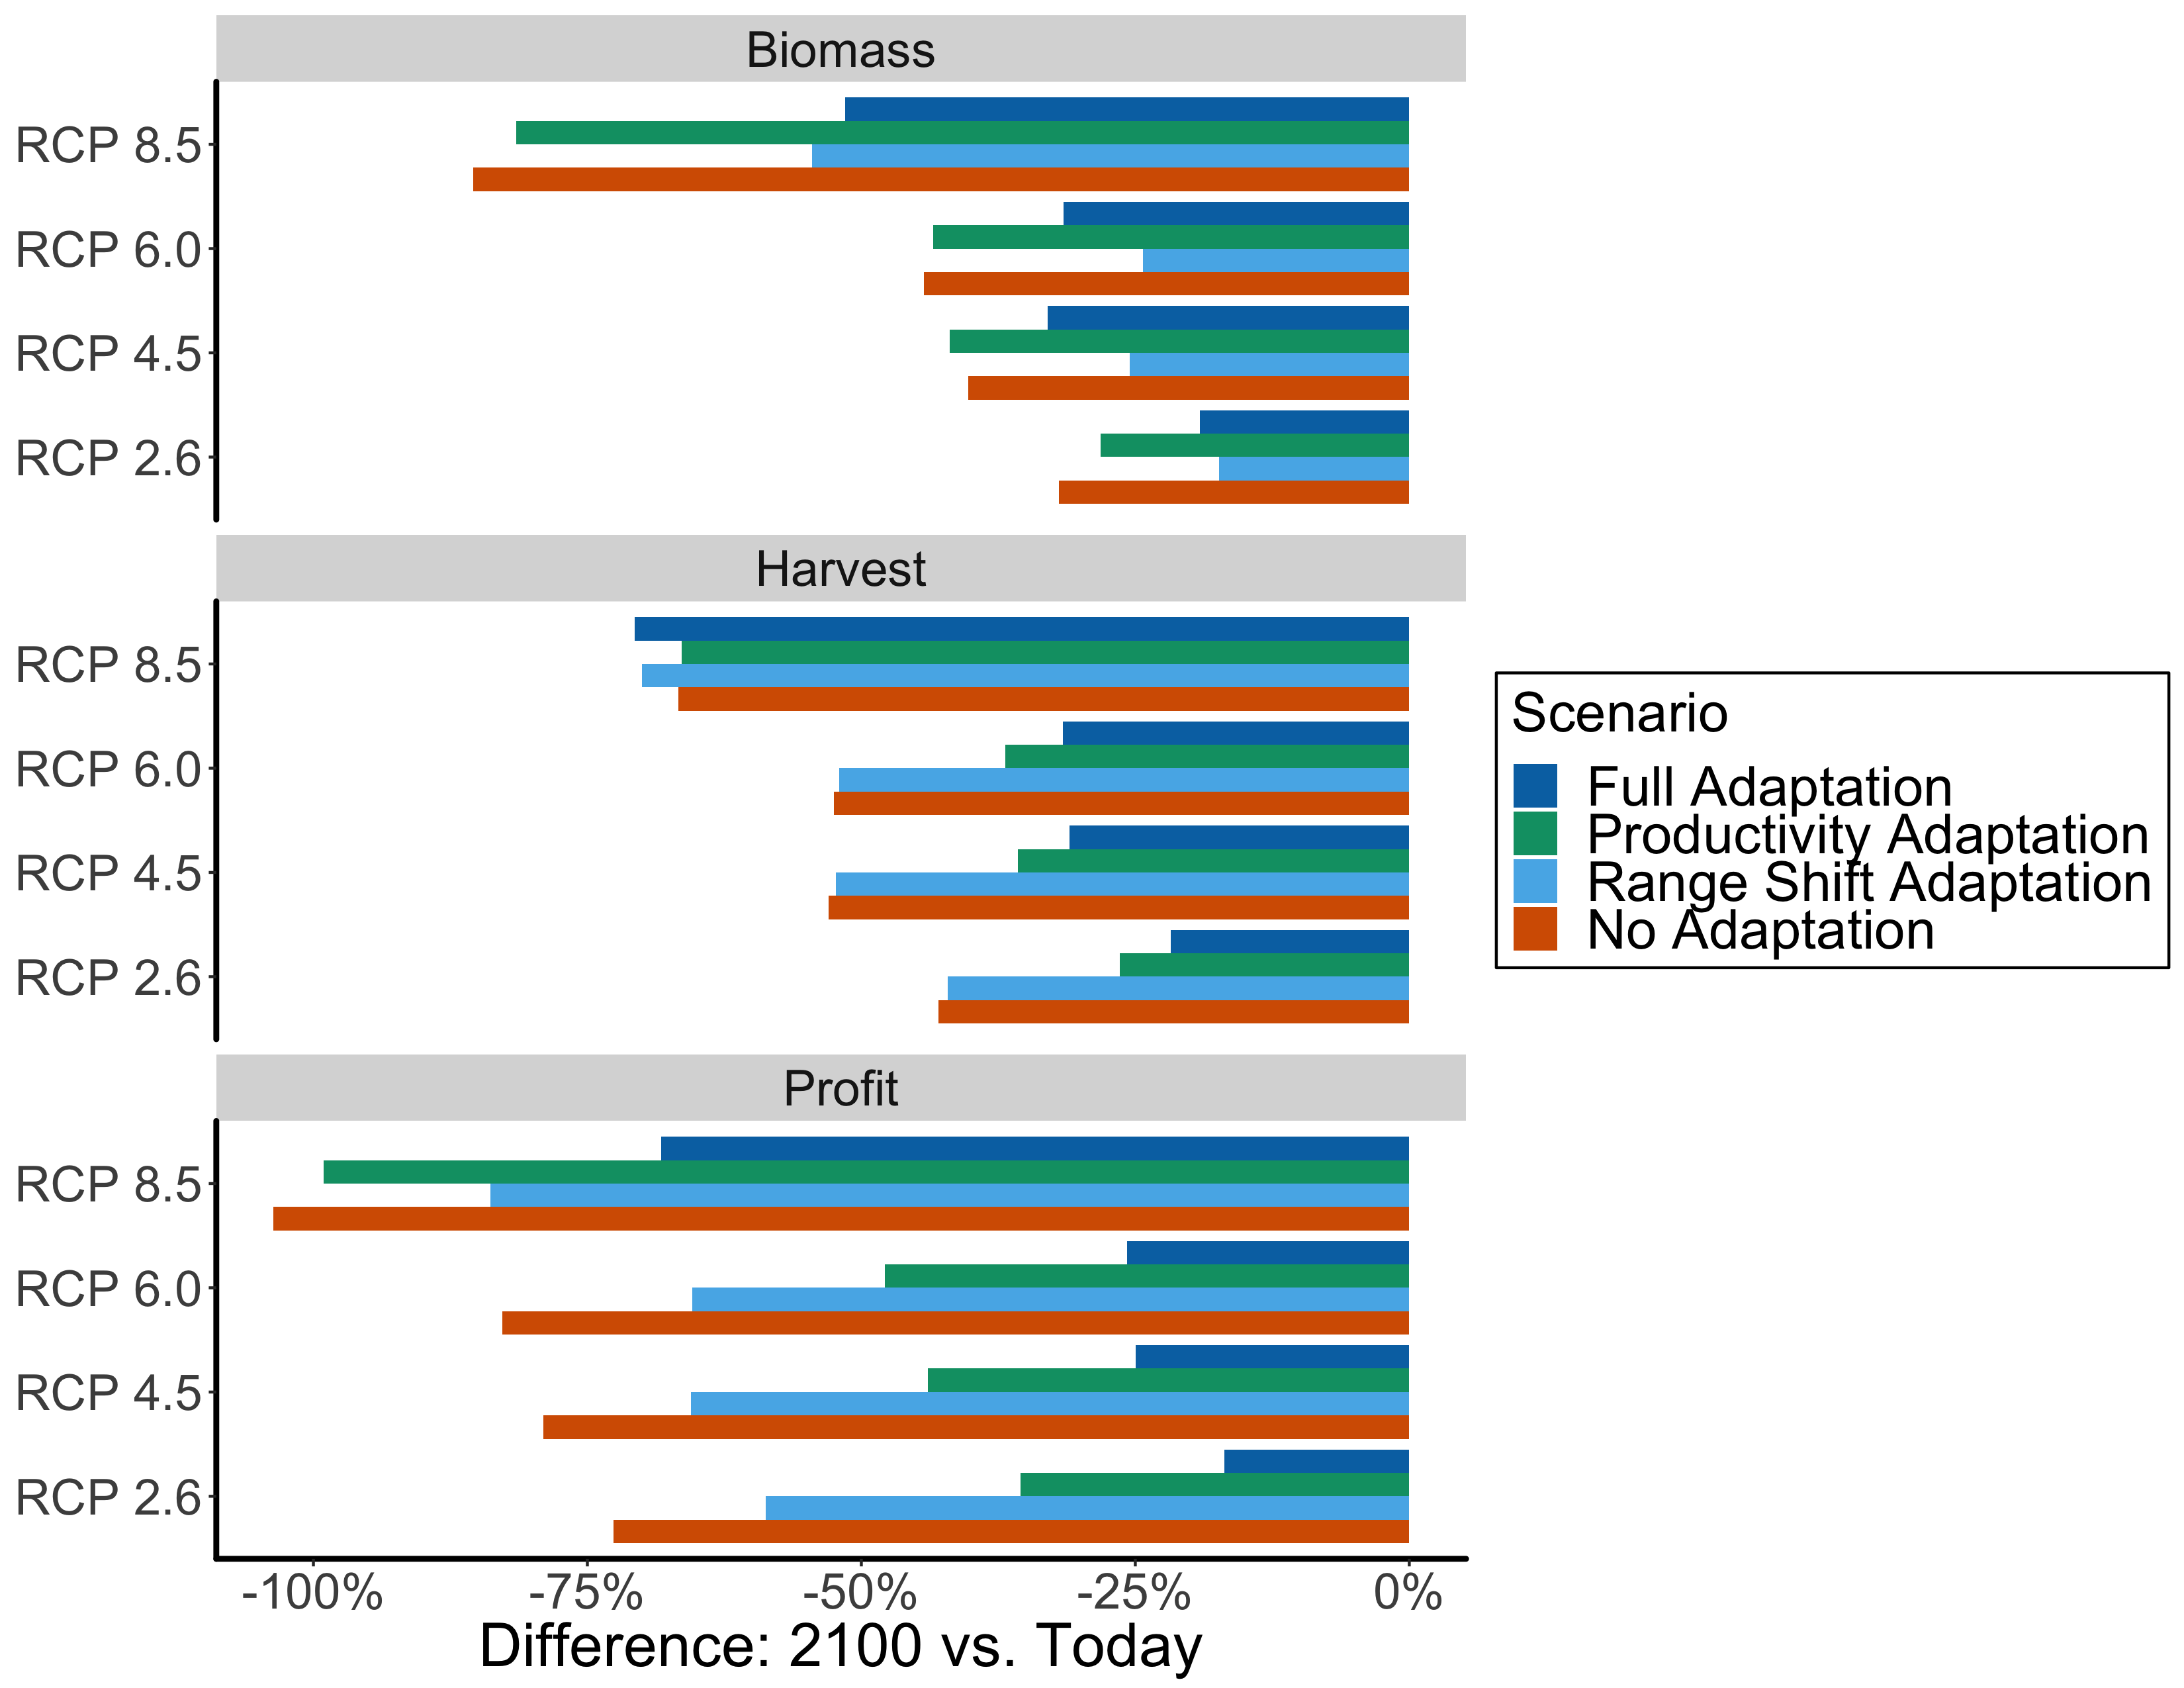 Biomass
RCP 8.5
RCP 6.0
RCP 4.5
RCP 2.6
Harvest
RCP 8.5
RCP 6.0
RCP 4.5
RCP 2.6
Profit
RCP 8.5
RCP 6.0
RCP 4.5
RCP 2.6
-100% -75% -50% -25% 0%
Difference: 2100 vs. Today
Scenario
Full Adaptation
Productivity Adaptation
Range Shift Adaptation
No Adaptation